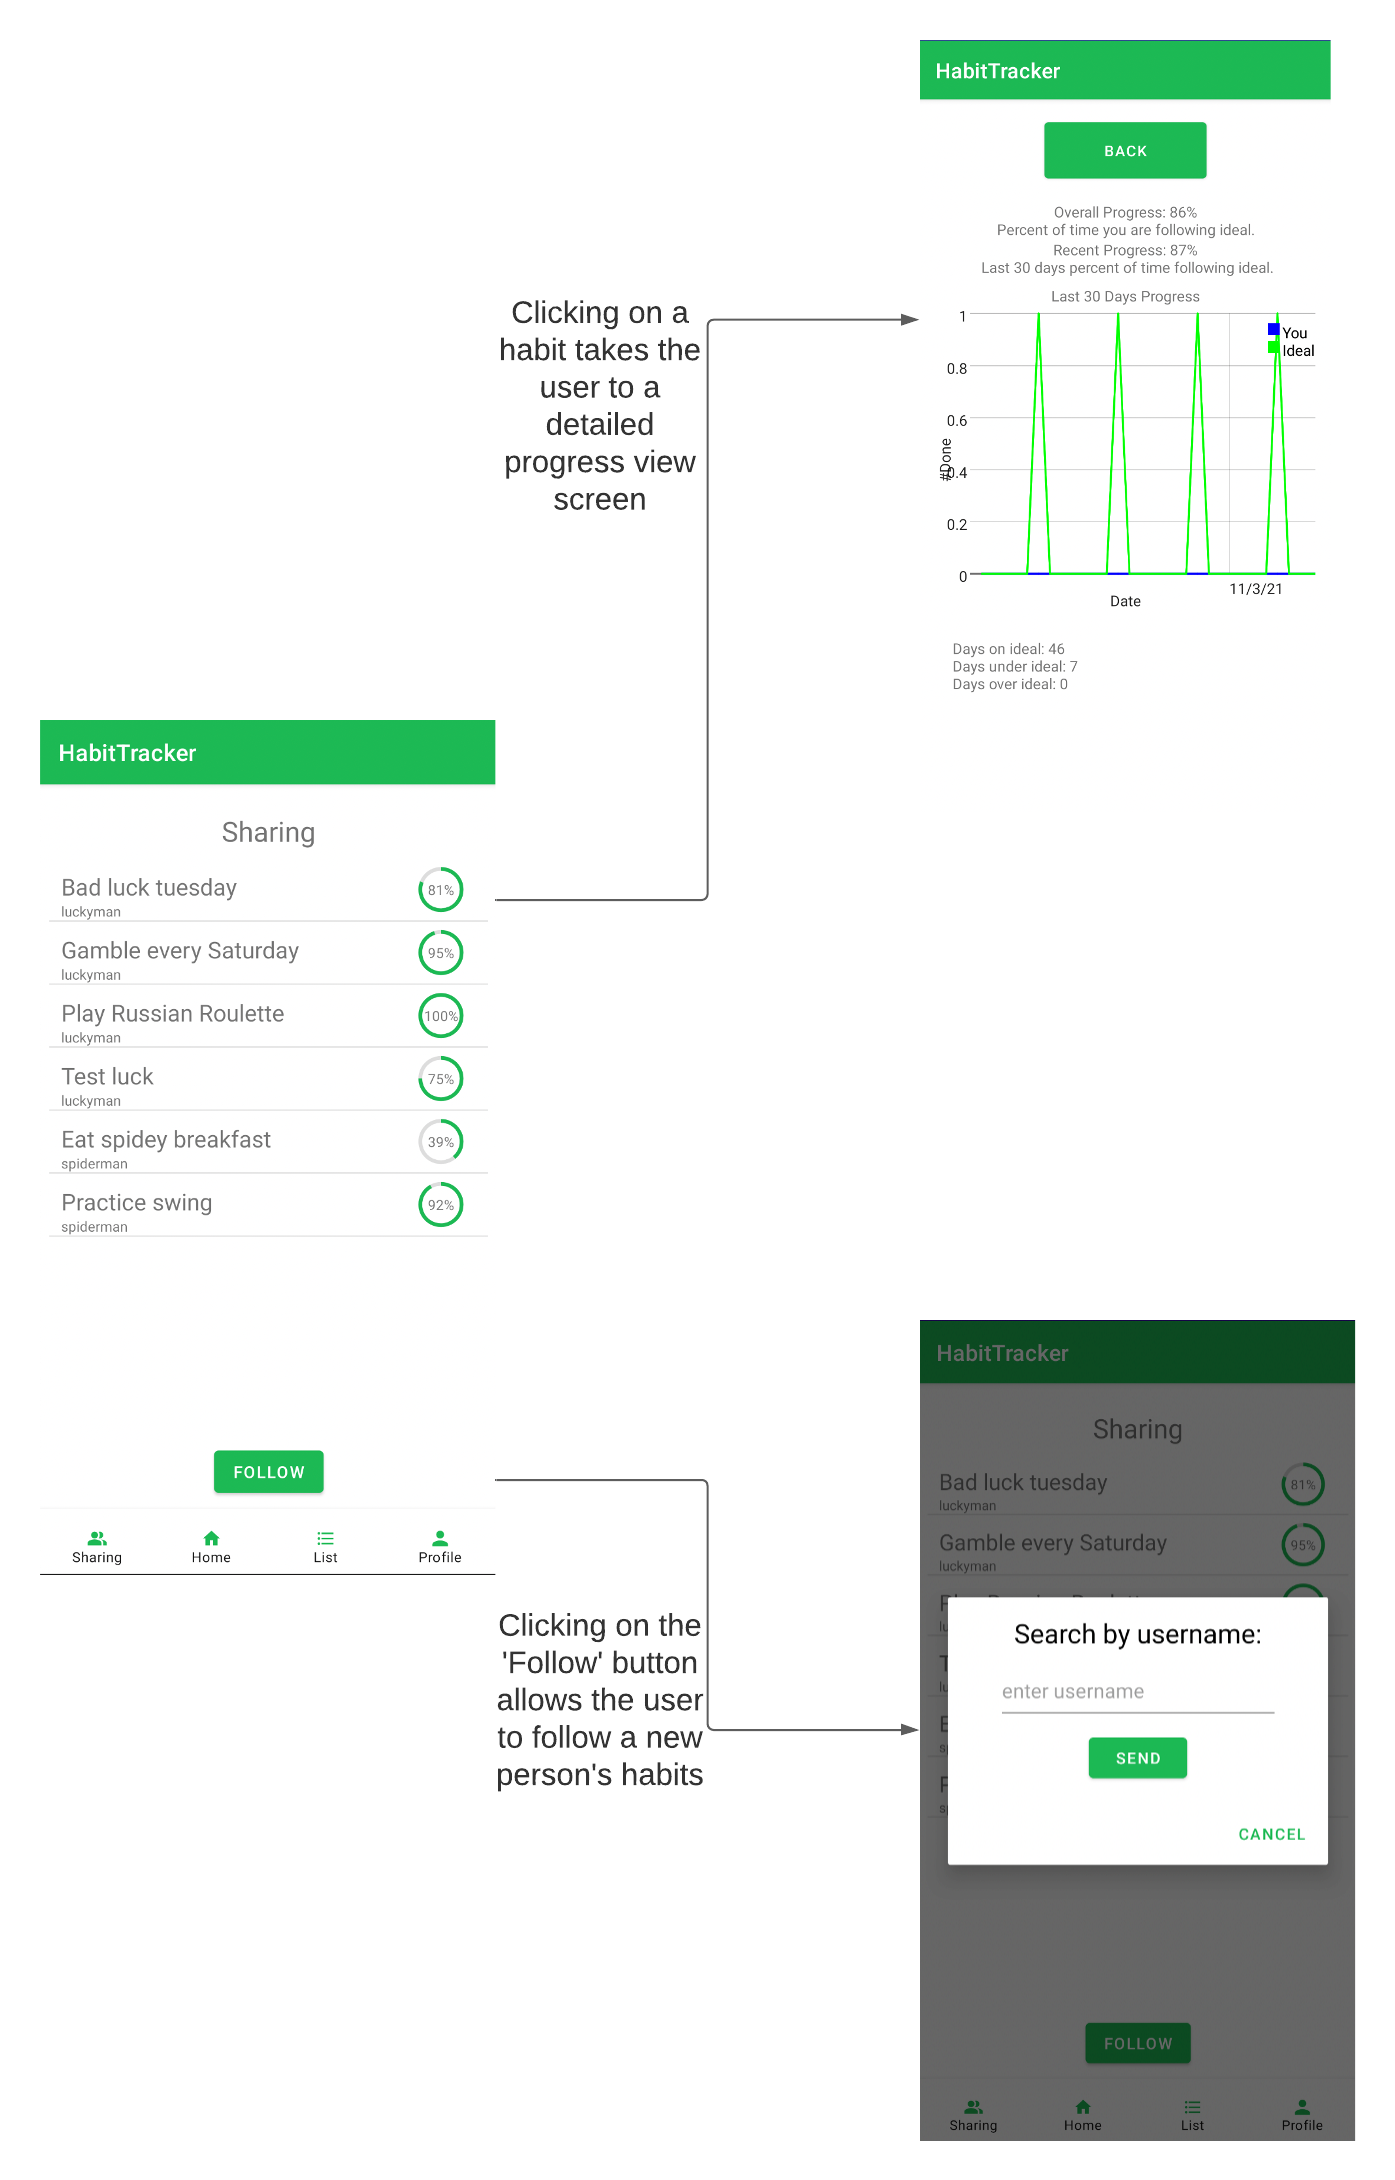 HabitTracker
BACK
Overall Progress: 86%
Percent of time you are following ideal.
Recent Progress: 87%
Last 30 days percent of time following ideal.
Last 30 Days Progress
1
0.8
0.6
0.4
0.2
0
#Done
You
Ideal
11/3/21
Date
Days on ideal: 46
Days under ideal: 7
Days over ideal: 0
Clicking on a
habit takes the
user to a
detailed
progress view
screen
HabitTracker
Sharing
Bad luck tuesday
luckyman
81%
Gamble every Saturday
luckyman
95%
Play Russian Roulette
luckyman
100%
Test luck
luckyman
75%
Eat spidey breakfast
spiderman
39%
Practice swing
spiderman
92%
FOLLOW
Sharing Home List Profile
Clicking on the
'Follow' button
allows the user
to follow a new
person's habits
HabitTracker
Sharing
Bad luck tuesday
luckyman
81%
Gamble every Saturday
luckyman
95%
Search by username:
enter username
SEND
CANCEL
FOLLOW
Sharing Home List Profile